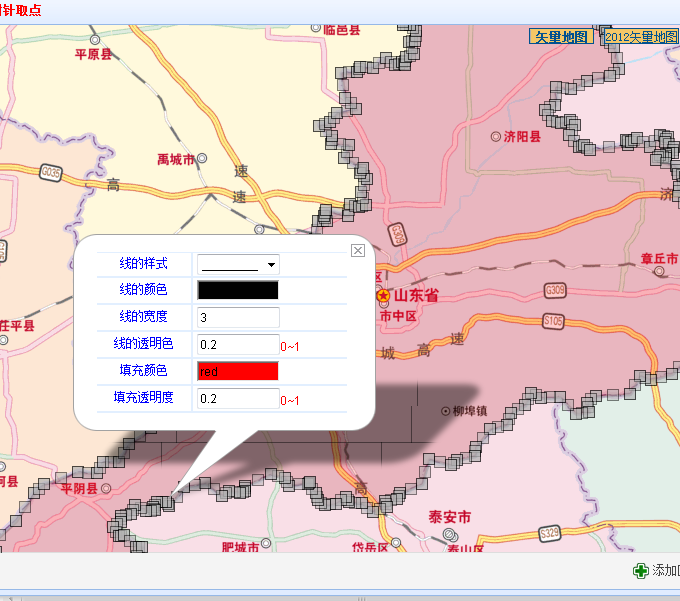 时针取点
临邑县
矢量地图
2012矢量地图
平原县
济阳县
禹城市
G035
高
速
速
济
G309
章丘市
区
山东省
G309
市中区
S105
茌平县
城
高
速
线的样式
线的颜色
线的宽度 3
线的透明色 0.2 0~1
填充颜色 red
填充透明度 0.2 0~1
柳埠镇
平阴县
高
泰安市
肥城市
岱岳区
泰山区
S329
添加